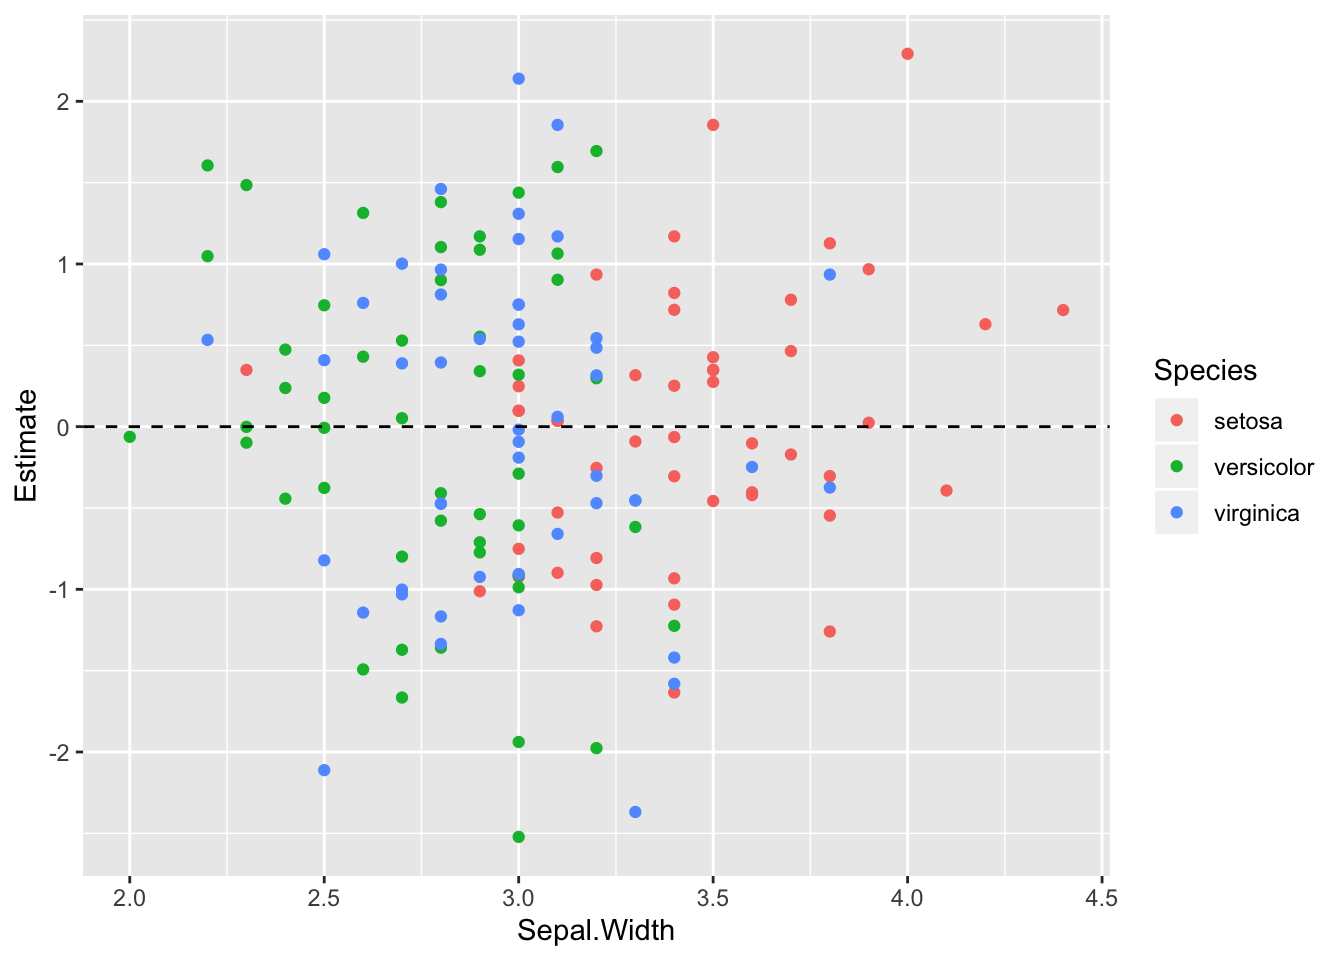 2
1
0
-1
-2
Estimate
2.0 2.5 3.0 3.5 4.0 4.5
Sepal.Width
Species
setosa
versicolor
virginica